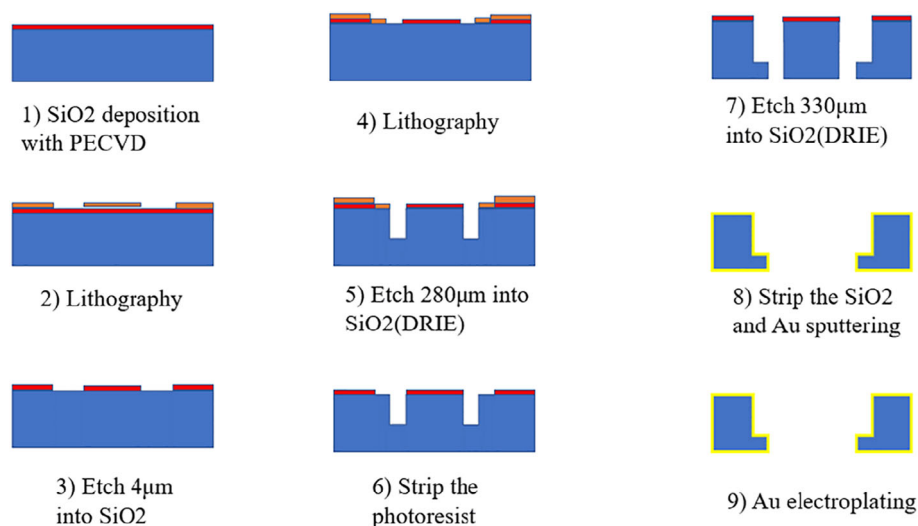 1) SiO2 deposition
with PECVD
2) Lithography
3) Etch 4μm
into SiO2
4) Lithography
5) Etch 280μm into
SiO2(DRIE)
6) Strip the
photoresist
7) Etch 330μm
into SiO2(DRIE)
8) Strip the SiO2
and Au sputtering
9) Au electroplating